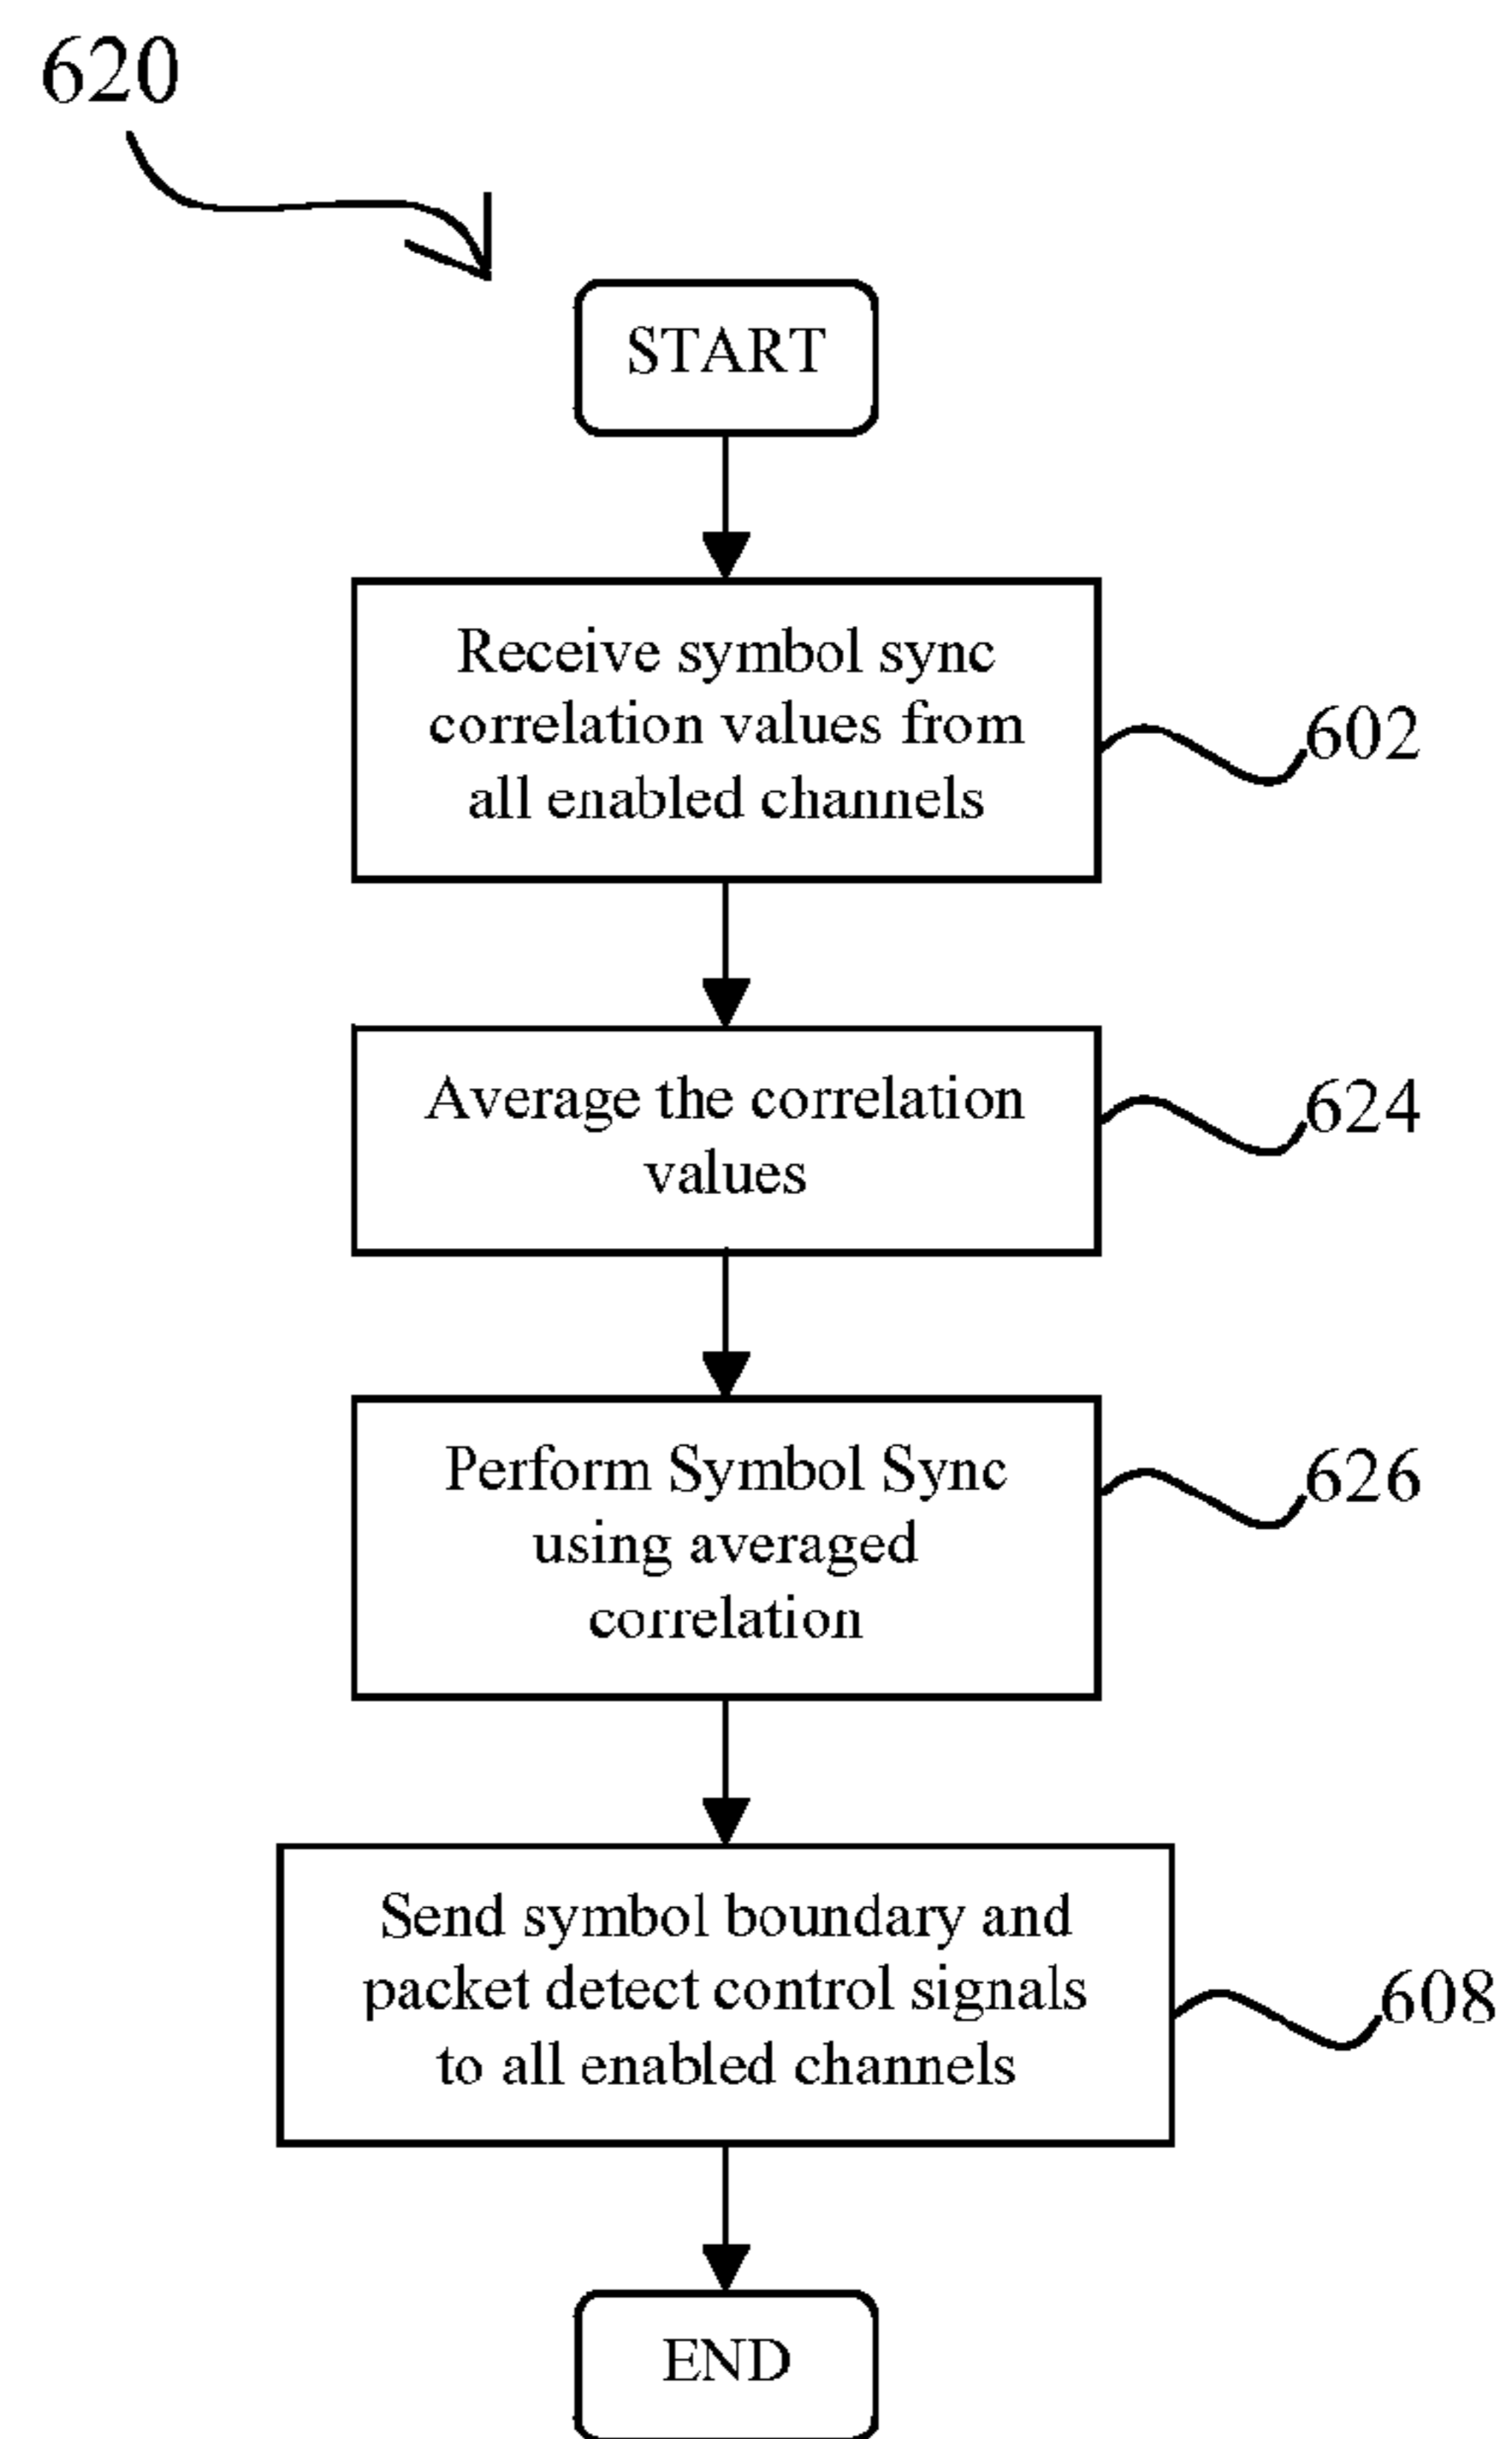 620
START
Receive symbol sync
correlation values from
all enabled channels
602
Average the correlation
values
624
Perform Symbol Sync
using averaged
correlation
626
Send symbol boundary and
packet detect control signals
to all enabled channels
608
END